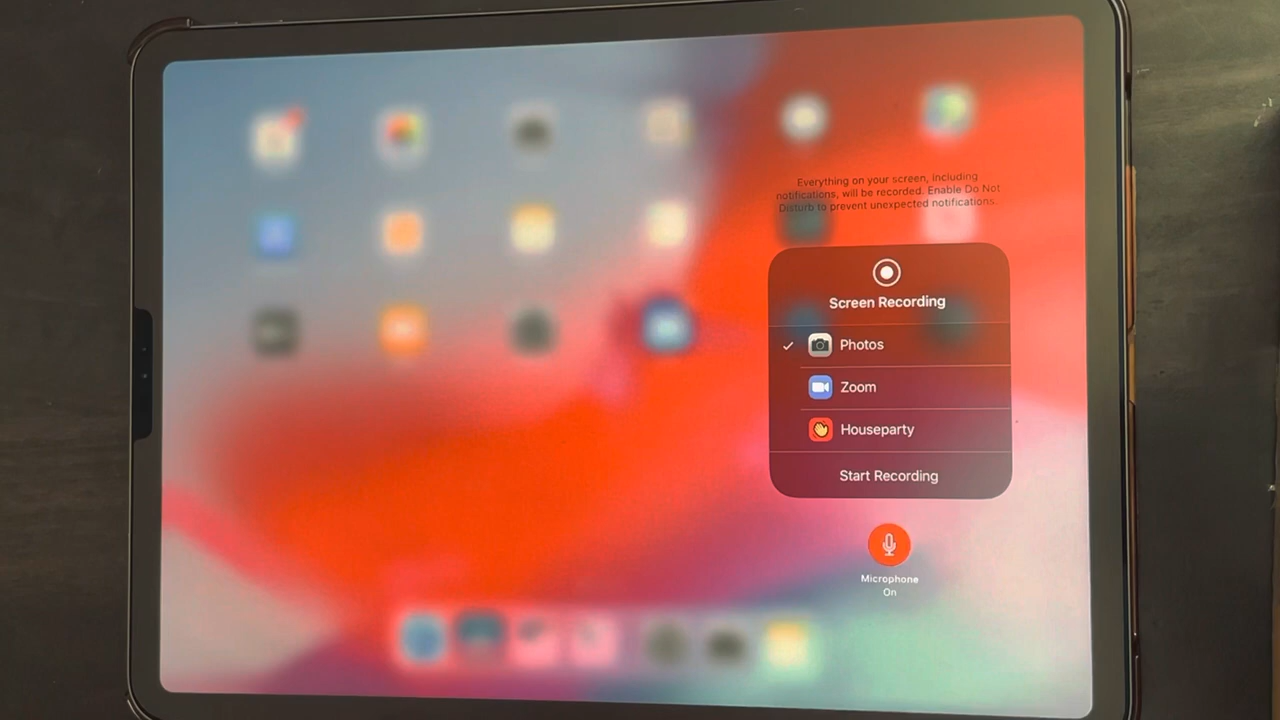 Everything on your screen, including
notifications, will be recorded. Enable Do Not
Disturb to prevent unexpected notifications.
Screen Recording
Photos
Zoom
Houseparty
Start Recording
Microphone
On